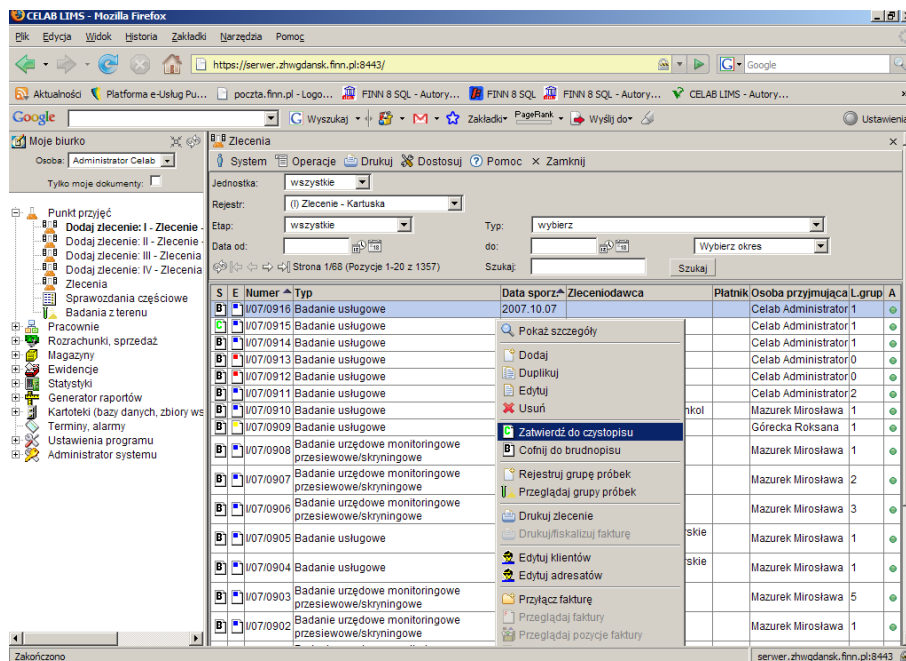 CELAB LIMS - Mozilla Firefox
Plik Edycja Widok Historia Zakładki Narzędzia Pomoc
https://serwer.zhwgdansk.finn.pl:8443/ G Google
Aktualności Platforma e-Usług Pu... poczta.finn.pl - Logo... FINN 8 SQL - Autory... FINN 8 SQL - Autory... CELAB LIMS - Autory...
Google G Wyszukaj Zakładki PageRank Wyślij do Ustawienia
Moje biurko
Osoba: Administrator Celab
Tylko moje dokumenty:
Punkt przyjęć
Dodaj zlecenie: I - Zlecenie -
Dodaj zlecenie: II - Zlecenie -
Dodaj zlecenie: III - Zlecenia
Dodaj zlecenie: IV - Zlecenia
Zlecenia
Sprawozdania częściowe
Badania z terenu
Pracownie
Rozrachunki, sprzedaż
Magazyny
Ewidencje
Statystyki
Generator raportów
Kartoteki (bazy danych, zbiory ws
Terminy, alarmy
Ustawienia programu
Administrator systemu
Zlecenia x
System Operacje Drukuj Dostosuj Pomoc × Zamknij
Jednostka: wszystkie
Rejestr: (I) Zlecenie - Kartuska
Etap: wszystkie Typ: wybierz
Data od: do: Wybierz okres
Strona 1/68 (Pozycje 1-20 z 1357) Szukaj: Szukaj
S E Numer Typ Data sporz. Zleceniodawca Płatnik Osoba przyjmująca L.grup A
B I/07/0916 Badanie usługowe 2007.10.07 Celab Administrator 1
C I/07/0915 Badanie usługowe Celab Administrator 1
B I/07/0914 Badanie usługowe Celab Administrator 1
B I/07/0913 Badanie usługowe Celab Administrator 0
B I/07/0912 Badanie usługowe Celab Administrator 0
B I/07/0911 Badanie usługowe Celab Administrator 2
B I/07/0910 Badanie usługowe nkol Mazurek Mirosława 1
B I/07/0909 Badanie usługowe Górecka Roksana 1
B I/07/0908 Badanie urzędowe monitoringowe przesiewowe/skryningowe Mazurek Mirosława 1
B I/07/0907 Badanie urzędowe monitoringowe przesiewowe/skryningowe Mazurek Mirosława 2
B I/07/0906 Badanie urzędowe monitoringowe przesiewowe/skryningowe Mazurek Mirosława 3
B I/07/0905 Badanie usługowe skie Mazurek Mirosława 1
B I/07/0904 Badanie usługowe skie Mazurek Mirosława 1
B I/07/0903 Badanie urzędowe monitoringowe przesiewowe/skryningowe Mazurek Mirosława 5
B I/07/0902 Badanie urzędowe monitoringowe przesiewowe/skryningowe Mazurek Mirosława 1
Pokaż szczegóły
Dodaj
Duplikuj
Edytuj
Usuń
C Zatwierdź do czystopisu
B Cofnij do brudnopisu
Rejestruj grupę próbek
Przeglądaj grupy próbek
Drukuj zlecenie
Drukuj/fiskalizuj fakturę
Edytuj klientów
Edytuj adresatów
Przyłącz fakturę
Przeglądaj faktury
Przeglądaj pozycje faktury
Zakończono serwer.zhwgdansk.finn.pl:8443